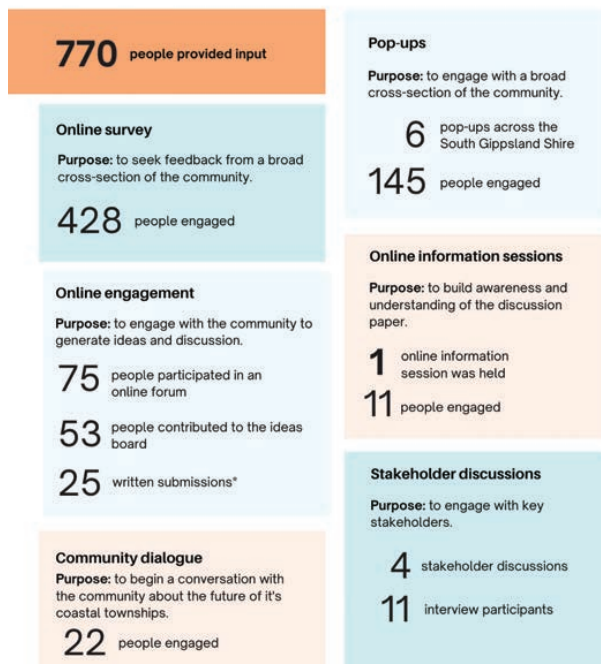 770 people provided input
Online survey
Purpose: to seek feedback from a broad
cross-section of the community.
428 people engaged
Online engagement
Purpose: to engage with the community to
generate ideas and discussion.
75 people participated in an
online forum
53 people contributed to the ideas
board
25 written submissions*
Community dialogue
Purpose: to begin a conversation with
the community about the future of it's
coastal townships.
22 people engaged
Pop-ups
Purpose: to engage with a broad
cross-section of the community.
6 pop-ups across the
South Gippsland Shire
145 people engaged
Online information sessions
Purpose: to build awareness and
understanding of the discussion
paper.
1 online information
session was held
11 people engaged
Stakeholder discussions
Purpose: to engage with key
stakeholders.
4 stakeholder discussions
11 interview participants